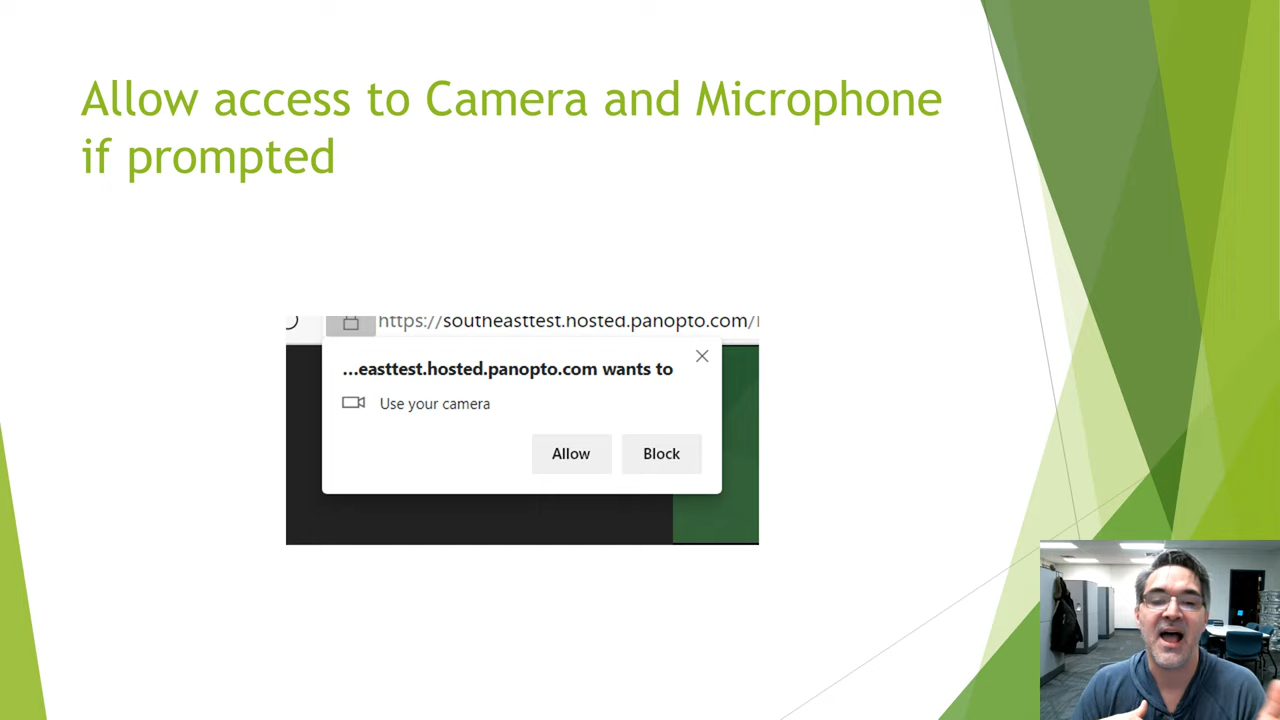 Allow access to Camera and Microphone
if prompted
https://southeasttest.hosted.panopto.com/
...easttest.hosted.panopto.com wants to
Use your camera
Allow Block